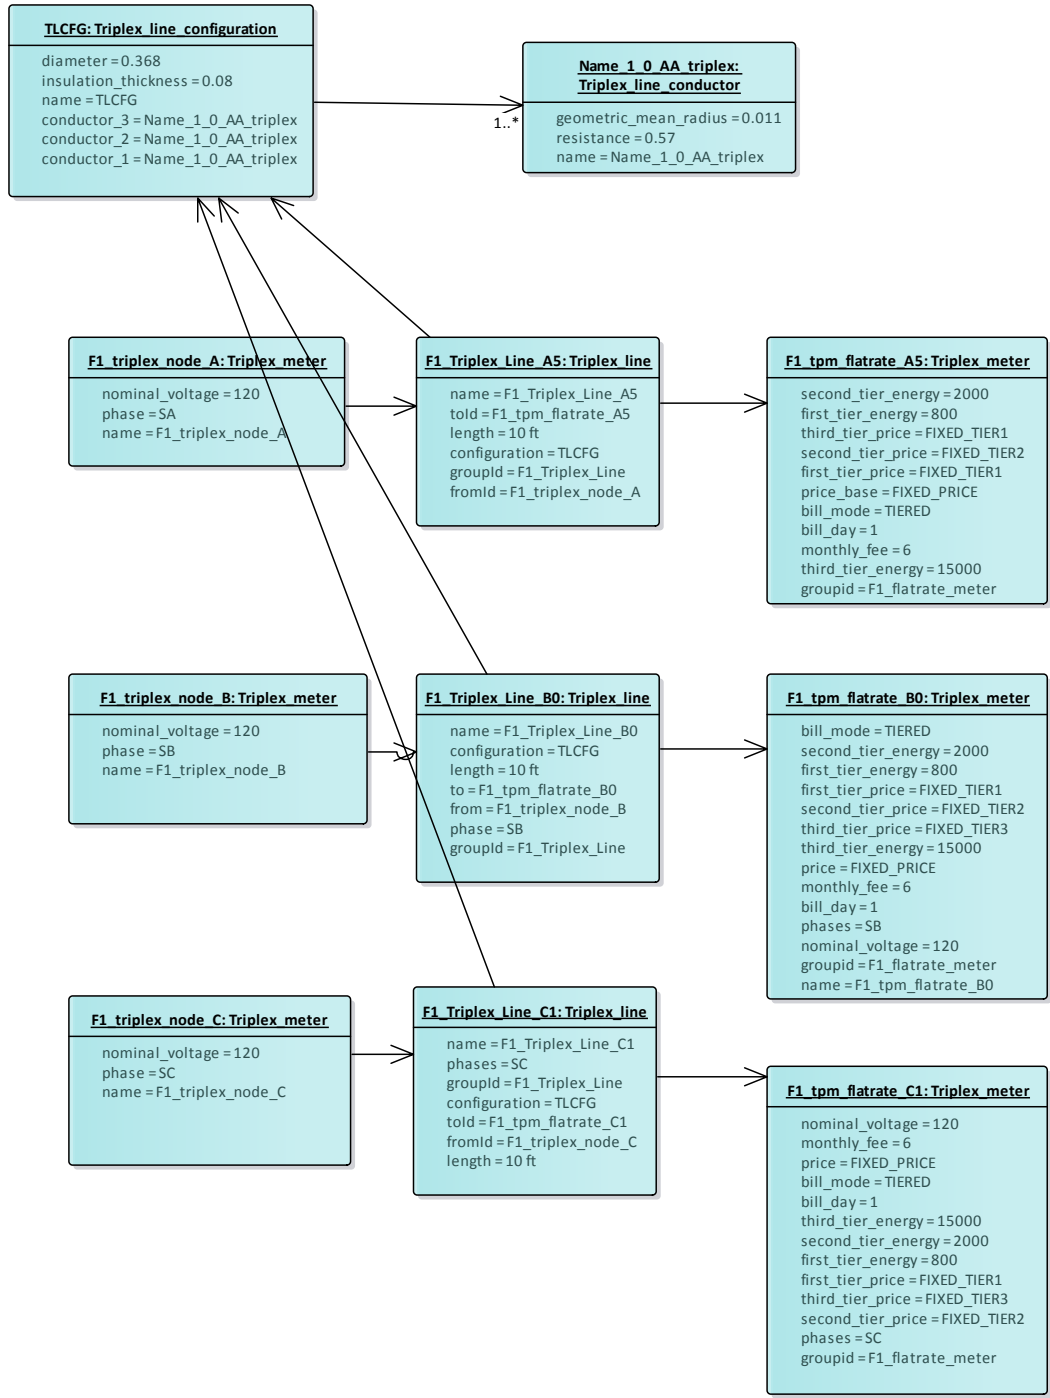 TLCFG: Triplex_line_configuration
diameter = 0.368
insulation_thickness = 0.08
name = TLCFG
conductor_3 = Name_1_0_AA_triplex
conductor_2 = Name_1_0_AA_triplex
conductor_1 = Name_1_0_AA_triplex
Name_1_0_AA_triplex:
Triplex_line_conductor
geometric_mean_radius = 0.011
resistance = 0.57
name = Name_1_0_AA_triplex
1..*
F1_triplex_node_A: Triplex_meter
nominal_voltage = 120
phase = SA
name = F1_triplex_node_A
F1_Triplex_Line_A5: Triplex_line
name = F1_Triplex_Line_A5
toId = F1_tpm_flatrate_A5
length = 10 ft
configuration = TLCFG
groupId = F1_Triplex_Line
fromId = F1_triplex_node_A
F1_tpm_flatrate_A5: Triplex_meter
second_tier_energy = 2000
first_tier_energy = 800
third_tier_price = FIXED_TIER1
second_tier_price = FIXED_TIER2
first_tier_price = FIXED_TIER1
price_base = FIXED_PRICE
bill_mode = TIERED
bill_day = 1
monthly_fee = 6
third_tier_energy = 15000
groupid = F1_flatrate_meter
F1_triplex_node_B: Triplex_meter
nominal_voltage = 120
phase = SB
name = F1_triplex_node_B
F1_Triplex_Line_B0: Triplex_line
name = F1_Triplex_Line_B0
configuration = TLCFG
length = 10 ft
to = F1_tpm_flatrate_B0
from = F1_triplex_node_B
phase = SB
groupId = F1_Triplex_Line
F1_tpm_flatrate_B0: Triplex_meter
bill_mode = TIERED
second_tier_energy = 2000
first_tier_energy = 800
first_tier_price = FIXED_TIER1
second_tier_price = FIXED_TIER2
third_tier_price = FIXED_TIER3
third_tier_energy = 15000
price = FIXED_PRICE
monthly_fee = 6
bill_day = 1
phases = SB
nominal_voltage = 120
groupid = F1_flatrate_meter
name = F1_tpm_flatrate_B0
F1_triplex_node_C: Triplex_meter
nominal_voltage = 120
phase = SC
name = F1_triplex_node_C
F1_Triplex_Line_C1: Triplex_line
name = F1_Triplex_Line_C1
phases = SC
groupId = F1_Triplex_Line
configuration = TLCFG
toId = F1_tpm_flatrate_C1
fromId = F1_triplex_node_C
length = 10 ft
F1_tpm_flatrate_C1: Triplex_meter
nominal_voltage = 120
monthly_fee = 6
price = FIXED_PRICE
bill_mode = TIERED
bill_day = 1
third_tier_energy = 15000
second_tier_energy = 2000
first_tier_energy = 800
first_tier_price = FIXED_TIER1
third_tier_price = FIXED_TIER3
second_tier_price = FIXED_TIER2
phases = SC
groupid = F1_flatrate_meter